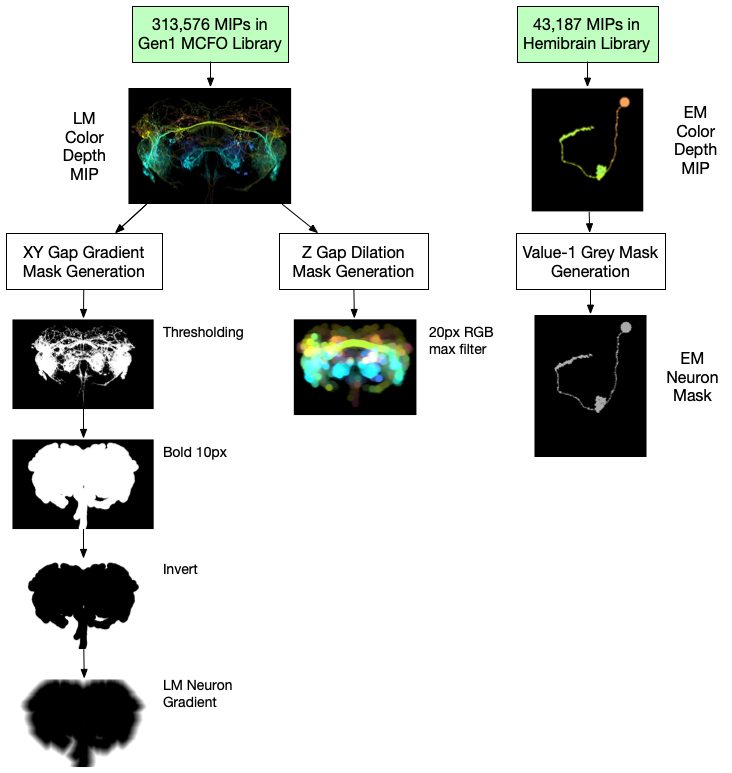 313,576 MIPs in
Gen1 MCFO Library
43,187 MIPs in
Hemibrain Library
LM
Color
Depth
MIP
EM
Color
Depth
MIP
XY Gap Gradient
Mask Generation
Z Gap Dilation
Mask Generation
Value-1 Grey Mask
Generation
Thresholding
20px RGB
max filter
EM
Neuron
Mask
Bold 10px
Invert
LM Neuron
Gradient